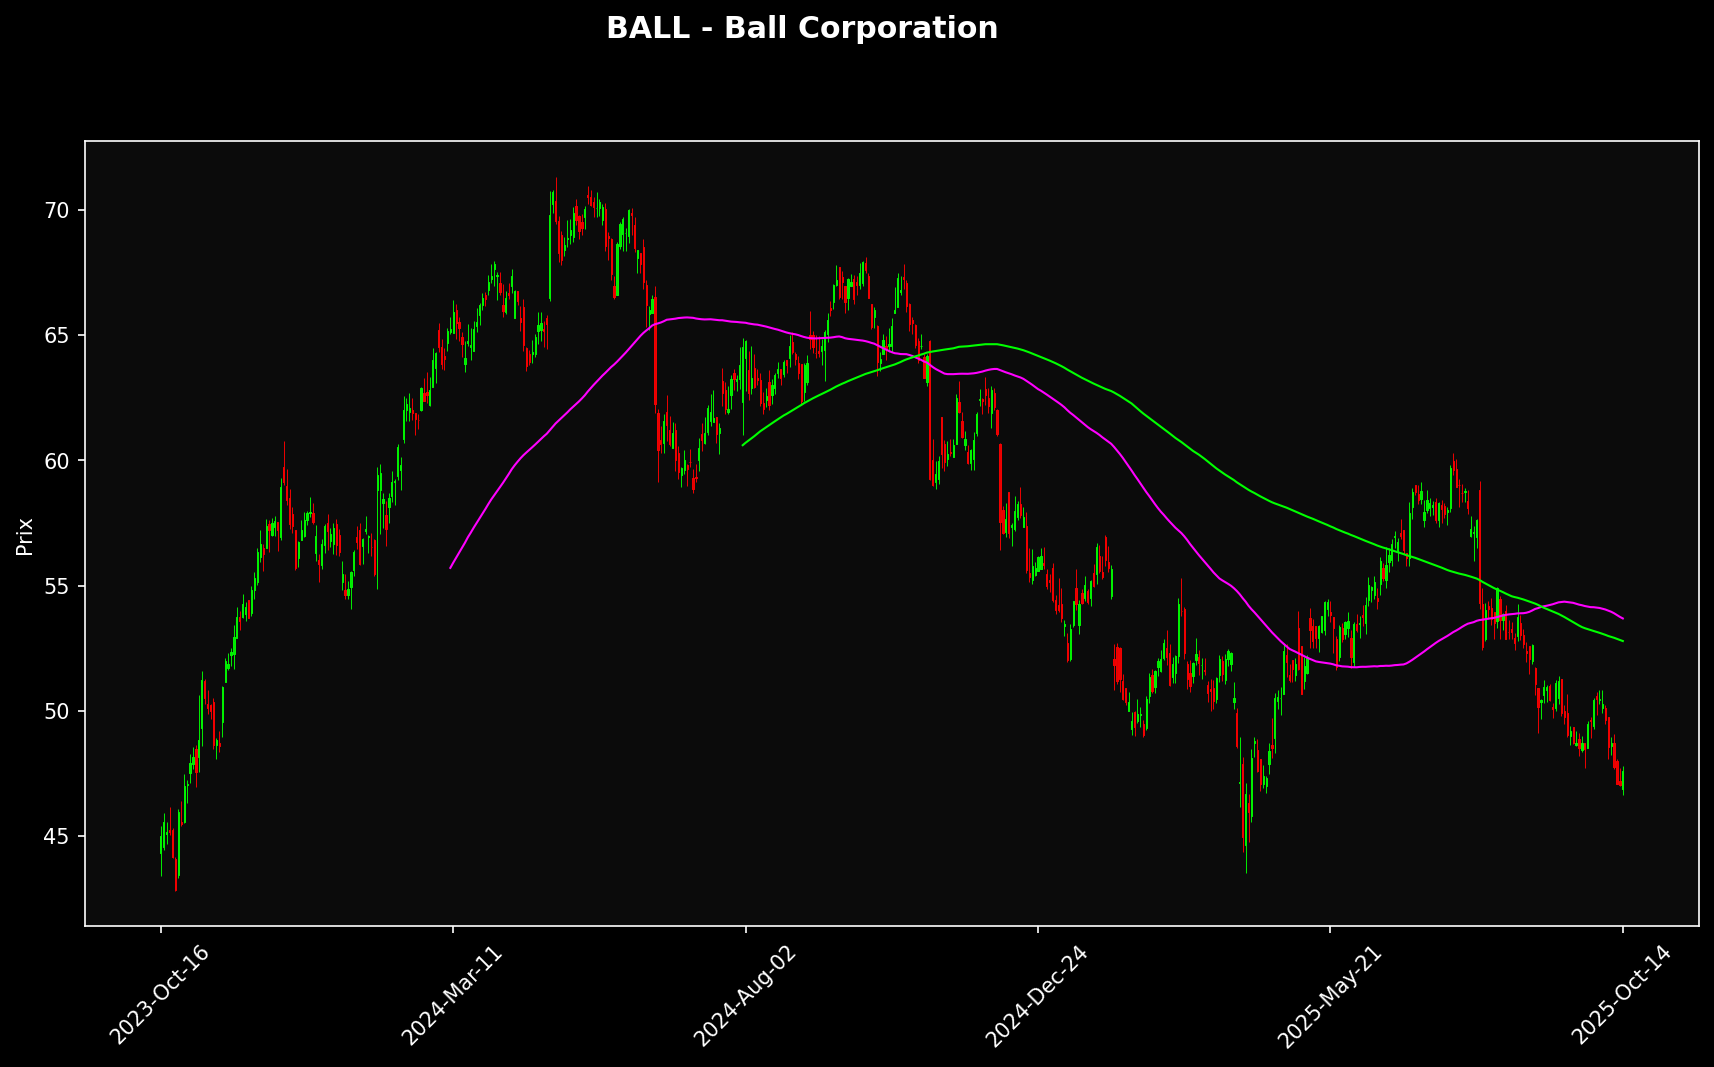 BALL - Ball Corporation
Prix
70
65
60
55
50
45
2023-Oct-16
2024-Mar-11
2024-Aug-02
2024-Dec-24
2025-May-21
2025-Oct-14